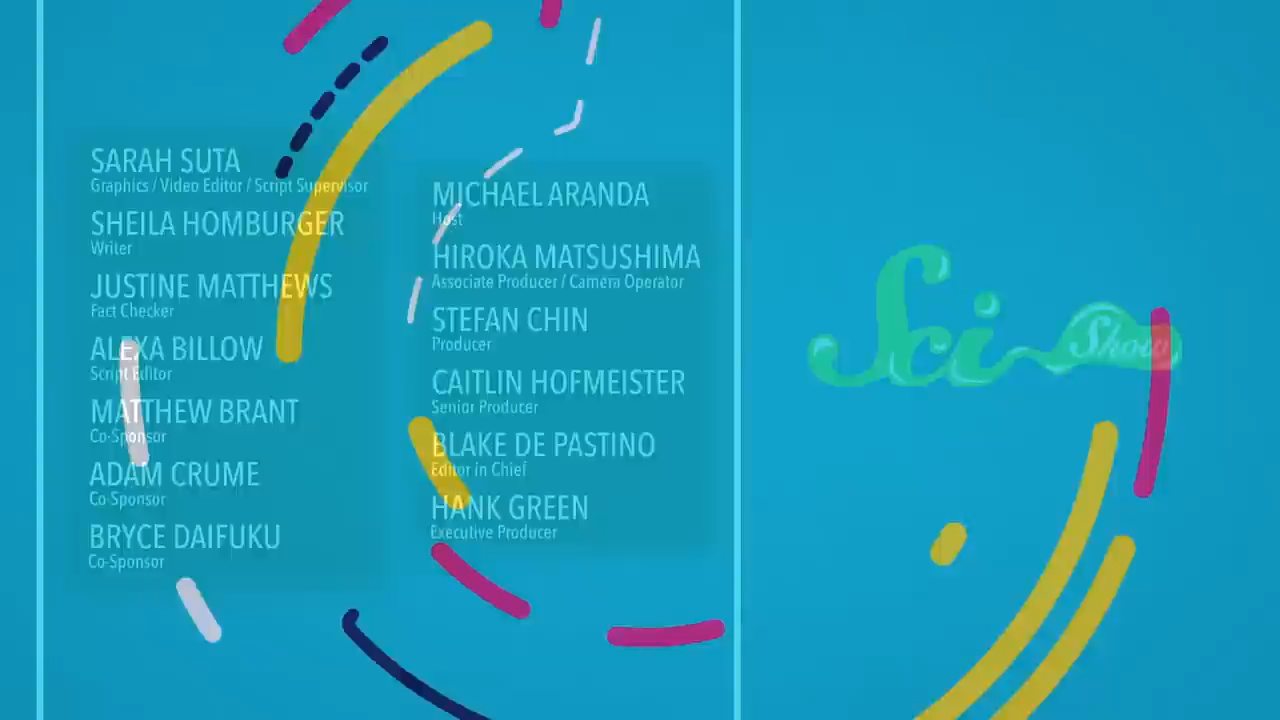 SARAH SUTA
Graphics / Video Editor / Script Supervisor
SHEILA HOMBURGER
Writer
JUSTINE MATTHEWS
Fact Checker
ALEXA BILLOW
Script Editor
MATTHEW BRANT
Co-Sponsor
ADAM CRUME
Co-Sponsor
BRYCE DAIFUKU
Co-Sponsor
MICHAEL ARANDA
Host
HIROKA MATSUSHIMA
Associate Producer / Camera Operator
STEFAN CHIN
Producer
CAITLIN HOFMEISTER
Senior Producer
BLAKE DE PASTINO
Editor in Chief
HANK GREEN
Executive Producer
Sci Show